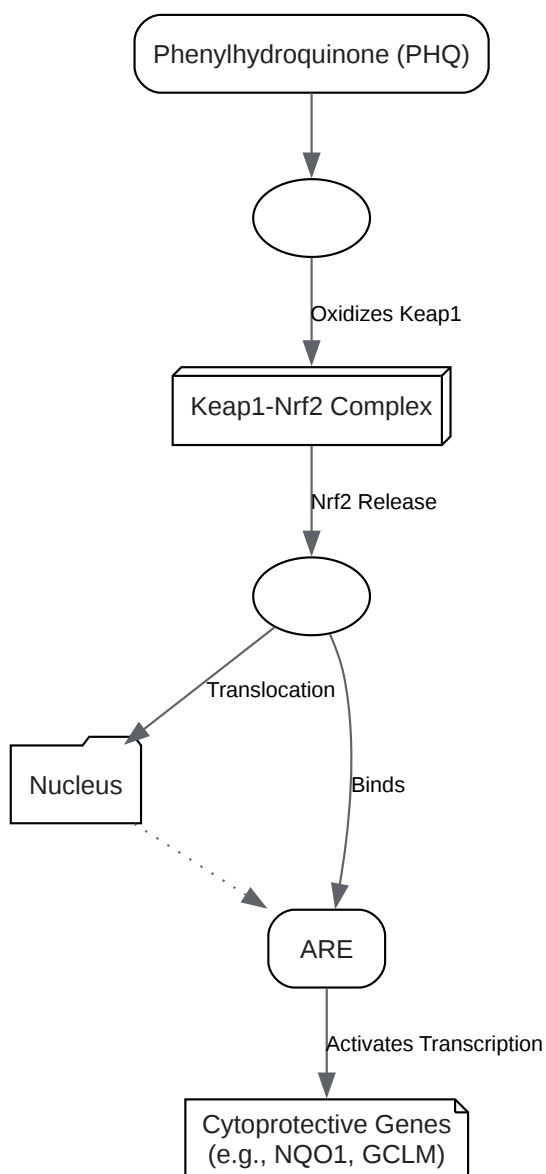 Phenylhydroquinone (PHQ)
Oxidizes Keap1
Keap1-Nrf2 Complex
Nrf2 Release
Translocation
Nucleus
Binds
ARE
Activates Transcription
Cytoprotective Genes
(e.g., NQO1, GCLM)